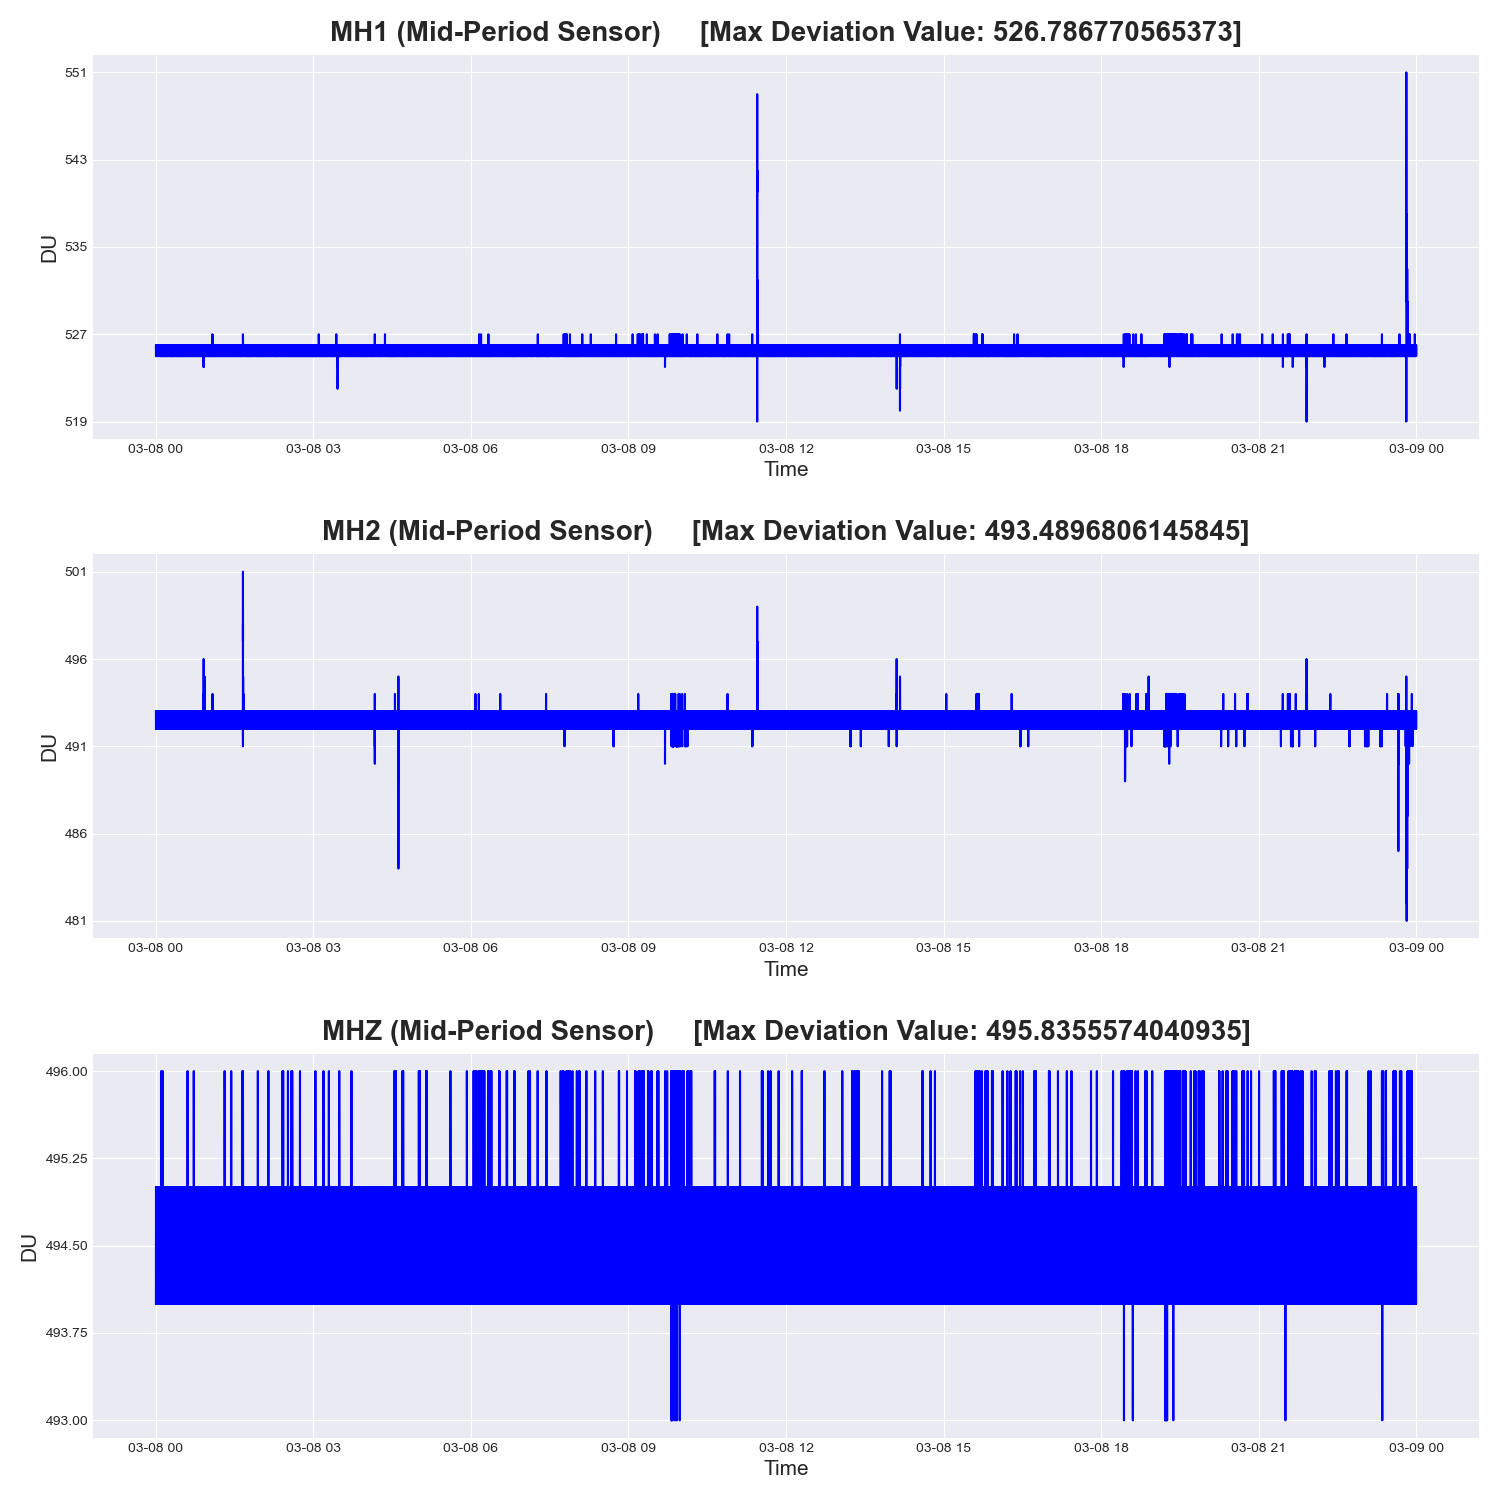 MH1 (Mid-Period Sensor) [Max Deviation Value: 526.786770565373]
551
543
535
527
519
DU
03-08 00 03-08 03 03-08 06 03-08 09 03-08 12 03-08 15 03-08 18 03-08 21 03-09 00
Time
MH2 (Mid-Period Sensor) [Max Deviation Value: 493.4896806145845]
501
496
491
486
481
DU
03-08 00 03-08 03 03-08 06 03-08 09 03-08 12 03-08 15 03-08 18 03-08 21 03-09 00
Time
MHZ (Mid-Period Sensor) [Max Deviation Value: 495.8355574040935]
496.00
495.25
494.50
493.75
493.00
DU
03-08 00 03-08 03 03-08 06 03-08 09 03-08 12 03-08 15 03-08 18 03-08 21 03-09 00
Time